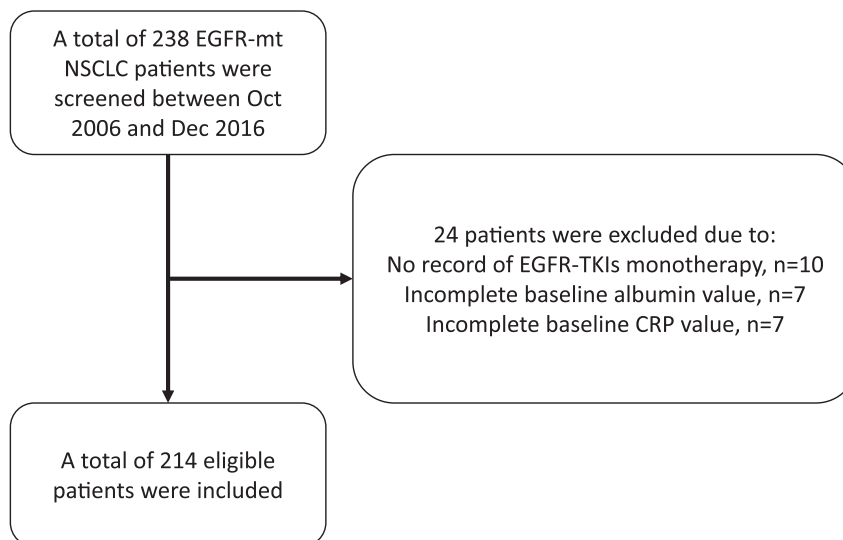 A total of 238 EGFR-mt
NSCLC patients were
screened between Oct
2006 and Dec 2016
24 patients were excluded due to:
No record of EGFR-TKIs monotherapy, n=10
Incomplete baseline albumin value, n=7
Incomplete baseline CRP value, n=7
A total of 214 eligible
patients were included